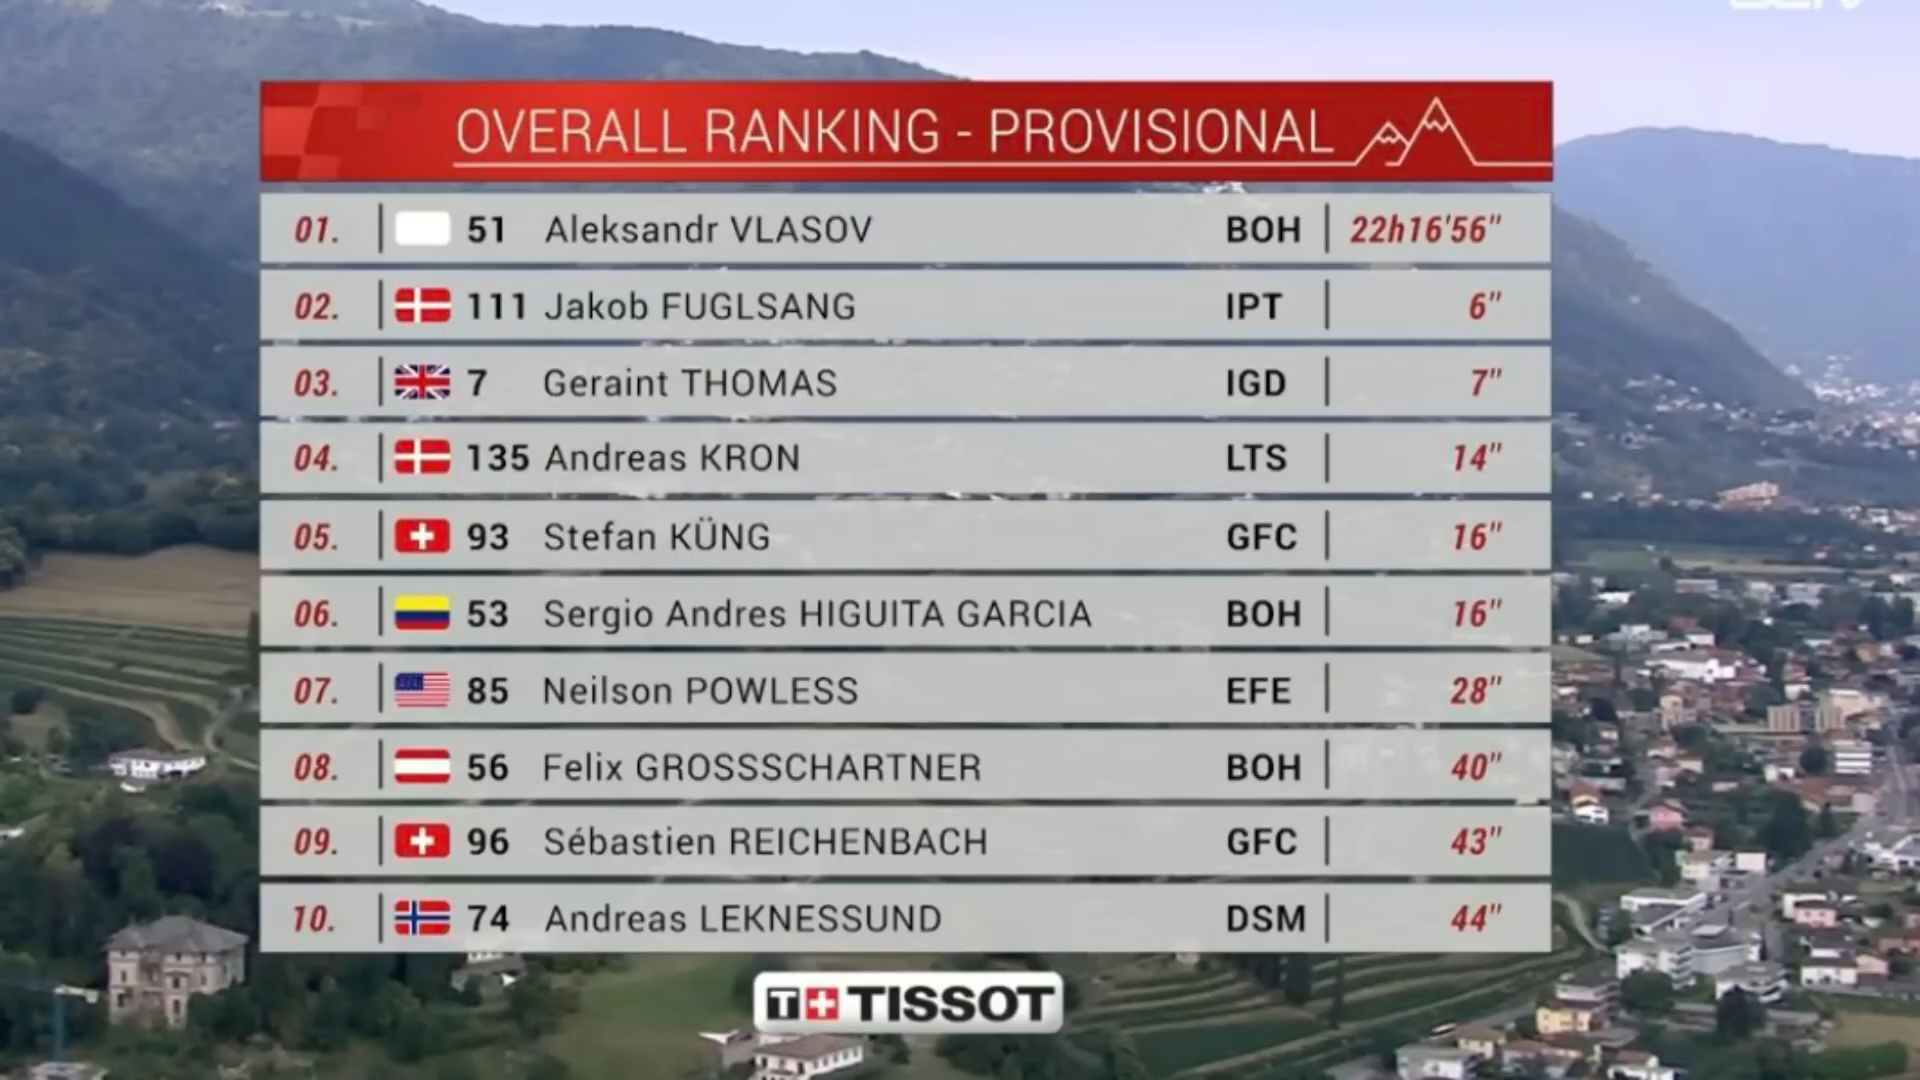 OVERALL RANKING - PROVISIONAL
01. 51 Aleksandr VLASOV BOH 22h16'56"
02. 111 Jakob FUGLSANG IPT 6"
03. 7 Geraint THOMAS IGD 7"
04. 135 Andreas KRON LTS 14"
05. 93 Stefan KÜNG GFC 16"
06. 53 Sergio Andres HIGUITA GARCIA BOH 16"
07. 85 Neilson POWLESS EFE 28"
08. 56 Felix GROSSSCHARTNER BOH 40"
09. 96 Sébastien REICHENBACH GFC 43"
10. 74 Andreas LEKNESSUND DSM 44"
T+ TISSOT